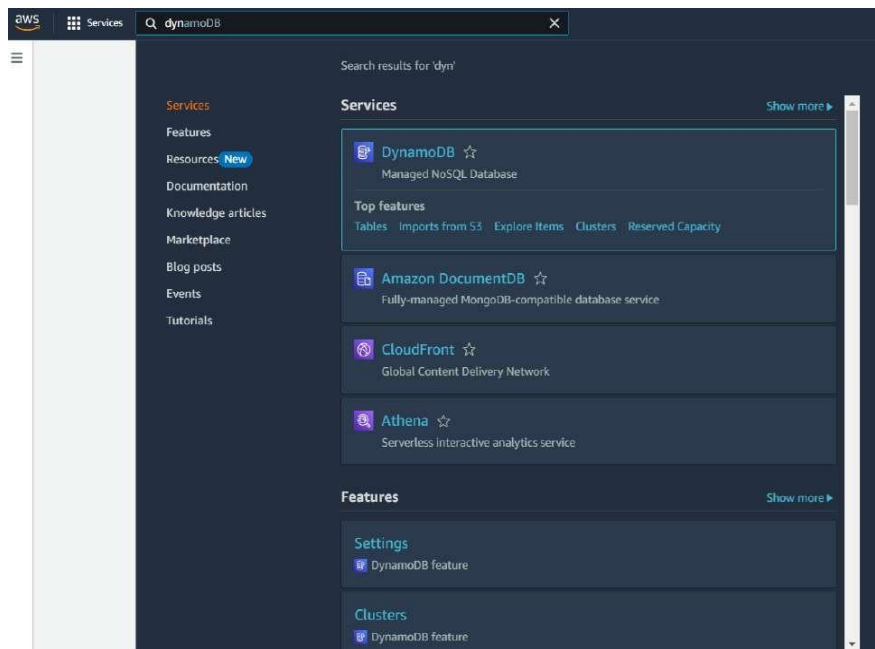 aws Services dynamoDB
Search results for 'dyn'
Services
Features
Resources New
Documentation
Knowledge articles
Marketplace
Blog posts
Events
Tutorials
Services Show more
DynamoDB
Managed NoSQL Database
Top features
Tables Imports from S3 Explore Items Clusters Reserved Capacity
Amazon DocumentDB
Fully-managed MongoDB-compatible database service
CloudFront
Global Content Delivery Network
Athena
Serverless interactive analytics service
Features Show more
Settings
DynamoDB feature
Clusters
DynamoDB feature